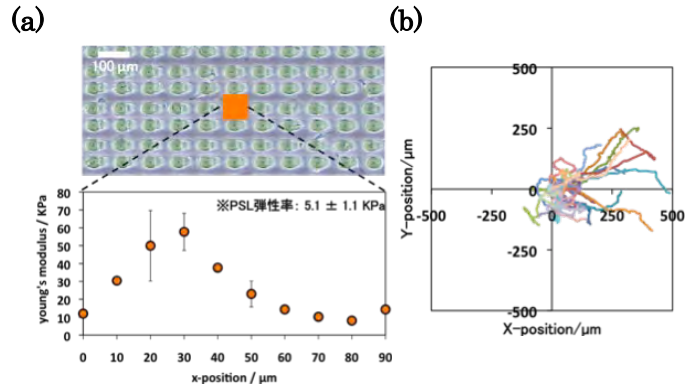 (a)
100 µm
※PSL弾性率: 5.1 ± 1.1 KPa
young's modulus / KPa
80
70
60
50
40
30
20
10
0
0 10 20 30 40 50 60 70 80 90
x-position / µm
(b)
500
250
0
-250
-500
-500 -250 0 250 500
Y-position/µm
X-position/µm